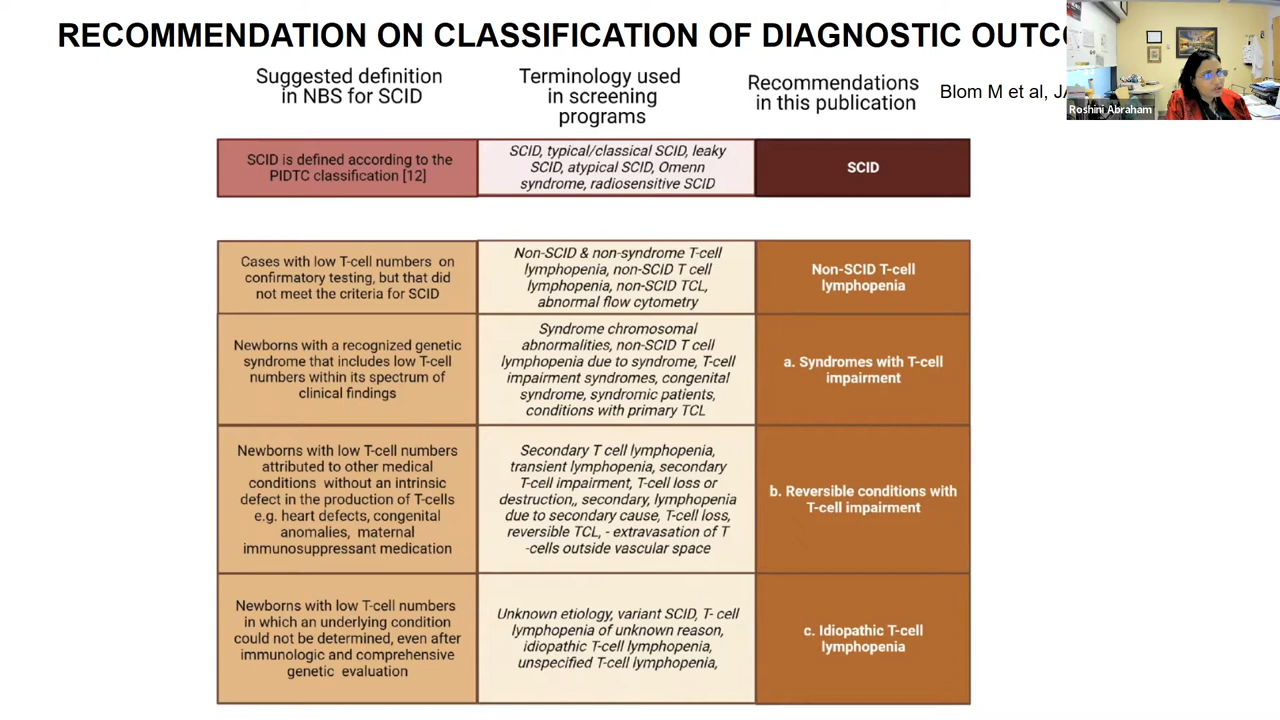 RECOMMENDATION ON CLASSIFICATION OF DIAGNOSTIC
Suggested definition
in NBS for SCID
Terminology used
in screening
programs
Recommendations
in this publication
Blom M et al,
Roshini Abraham
SCID is defined according to the
PIDTC classification [12]
SCID, typical/classical SCID, leaky
SCID, atypical SCID, Omenn
syndrome, radiosensitive SCID
SCID
Cases with low T-cell numbers on
confirmatory testing, but that did
not meet the criteria for SCID
Non-SCID & non-syndrome T-cell
lymphopenia, non-SCID T cell
lymphopenia, non-SCID TCL,
abnormal flow cytometry
Non-SCID T-cell
lymphopenia
Newborns with a recognized genetic
syndrome that includes low T-cell
numbers within its spectrum of
clinical findings
Syndrome chromosomal
abnormalities, non-SCID T cell
lymphopenia due to syndrome, T-cell
impairment syndromes, congenital
syndrome, syndromic patients,
conditions with primary TCL
a. Syndromes with T-cell
impairment
Newborns with low T-cell numbers
attributed to other medical
conditions without an intrinsic
defect in the production of T-cells
e.g. heart defects, congenital
anomalies, maternal
immunosuppressant medication
Secondary T cell lymphopenia,
transient lymphopenia, secondary
T-cell impairment, T-cell loss or
destruction,, secondary, lymphopenia
due to secondary cause, T-cell loss,
reversible TCL, - extravasation of T
-cells outside vascular space
b. Reversible conditions with
T-cell impairment
Newborns with low T-cell numbers
in which an underlying condition
could not be determined, even after
immunologic and comprehensive
genetic evaluation
Unknown etiology, variant SCID, T- cell
lymphopenia of unknown reason,
idiopathic T-cell lymphopenia,
unspecified T-cell lymphopenia,
c. Idiopathic T-cell
lymphopenia